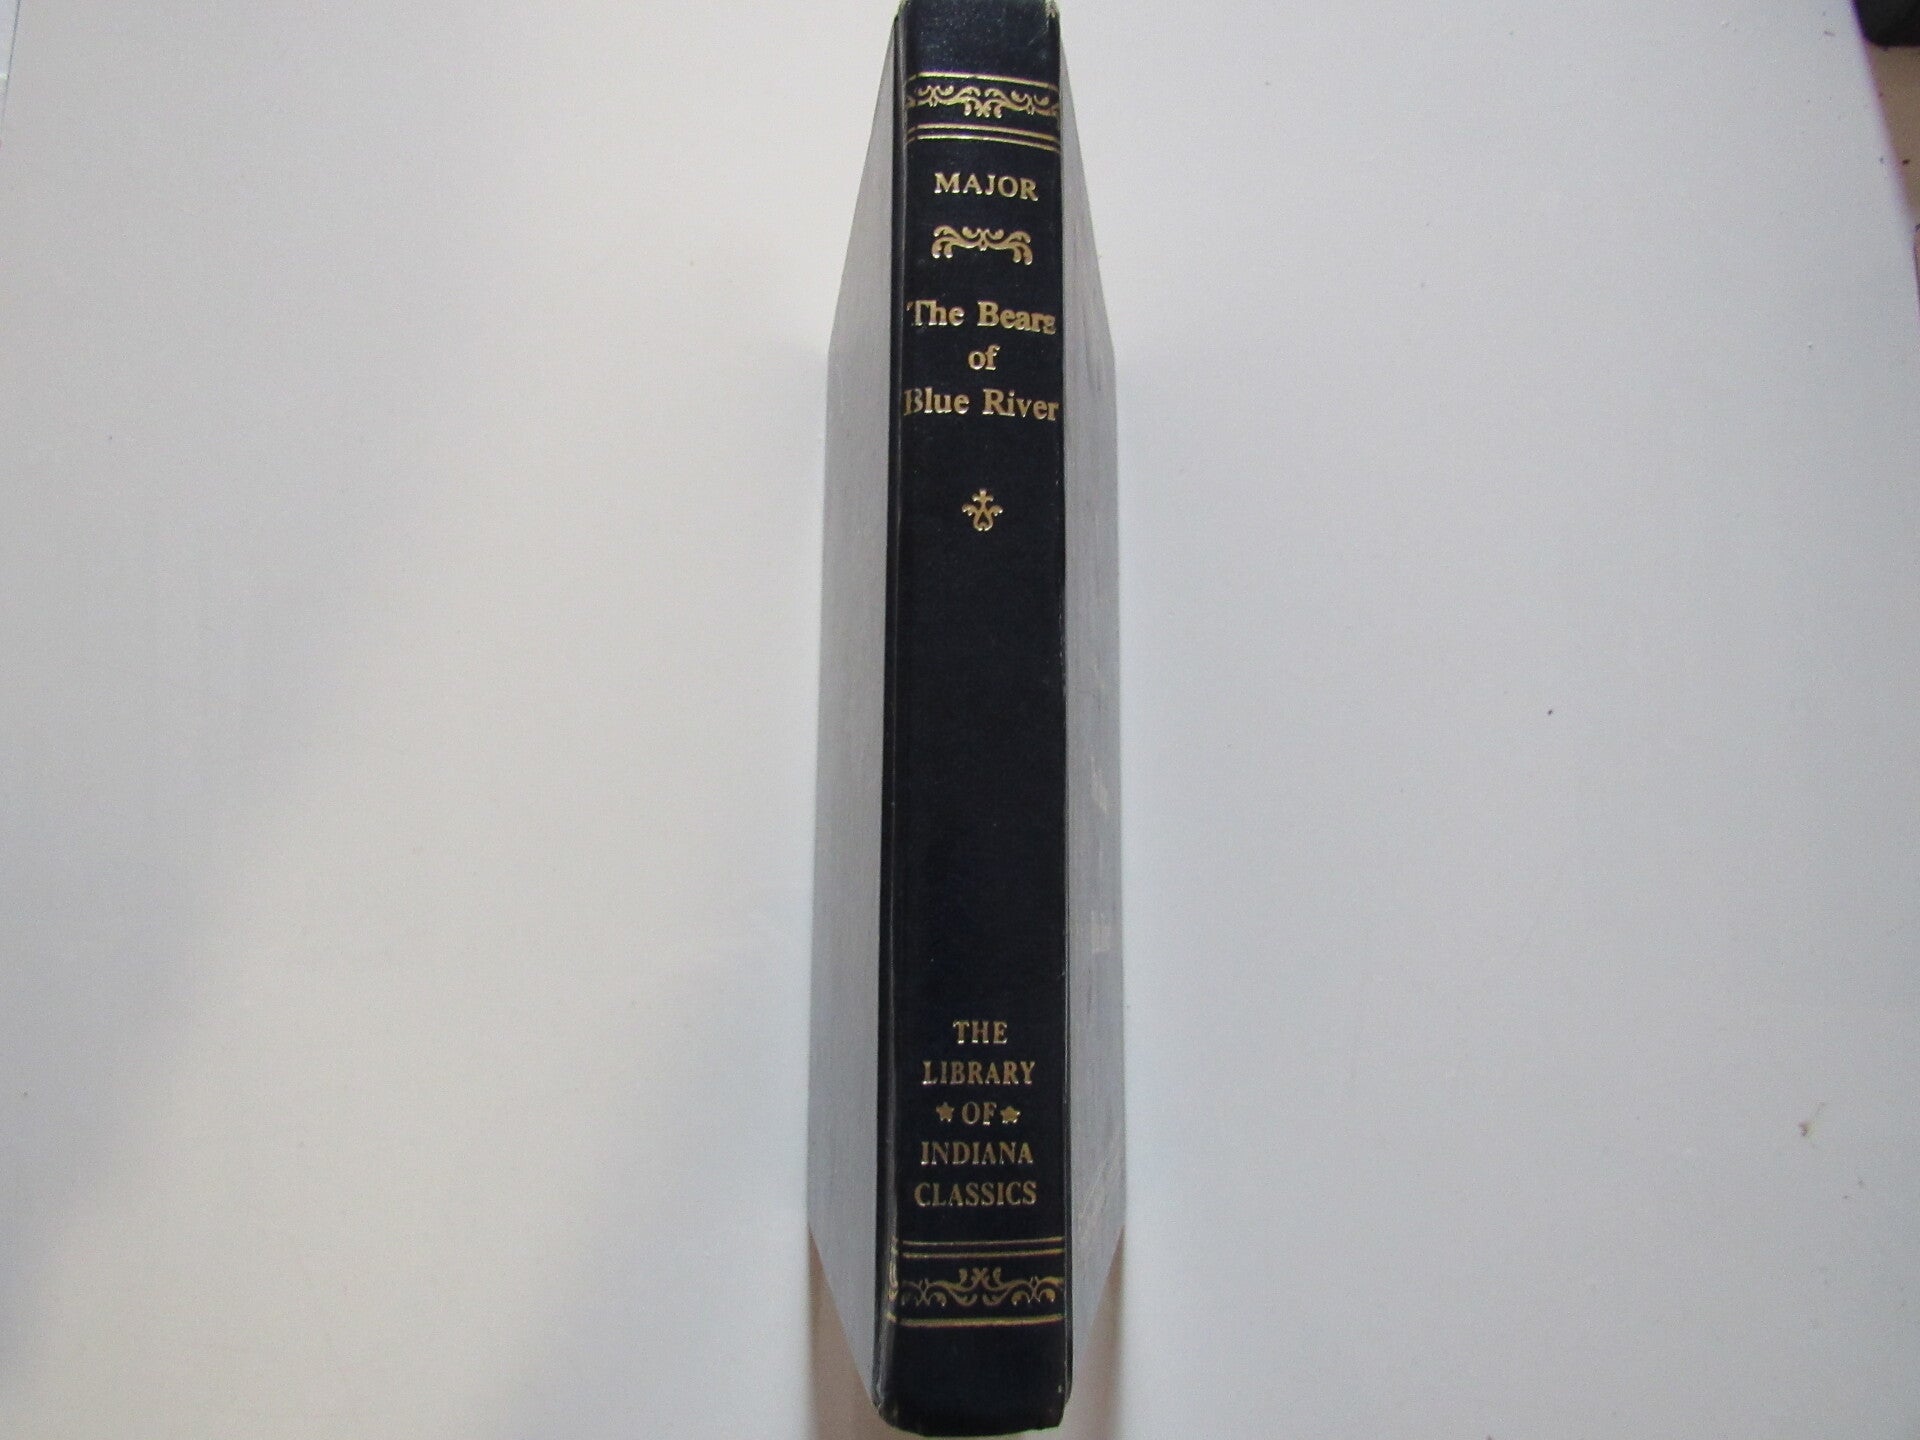 MAJOR
The Bears
of
Blue River
THE
LIBRARY
★ OF ★
INDIANA
CLASSICS